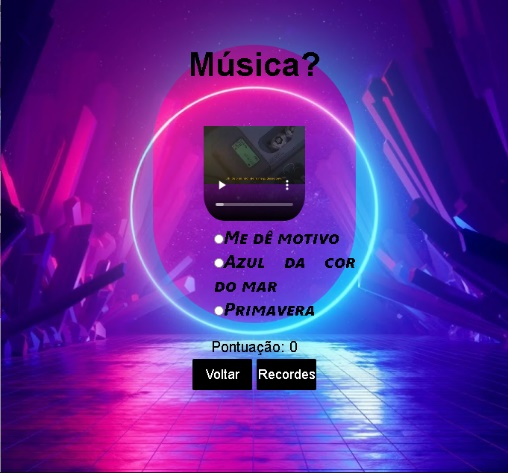 Música?
Me dê motivo
Azul da cor
do mar
Primavera
Pontuação: 0
Voltar
Recordes